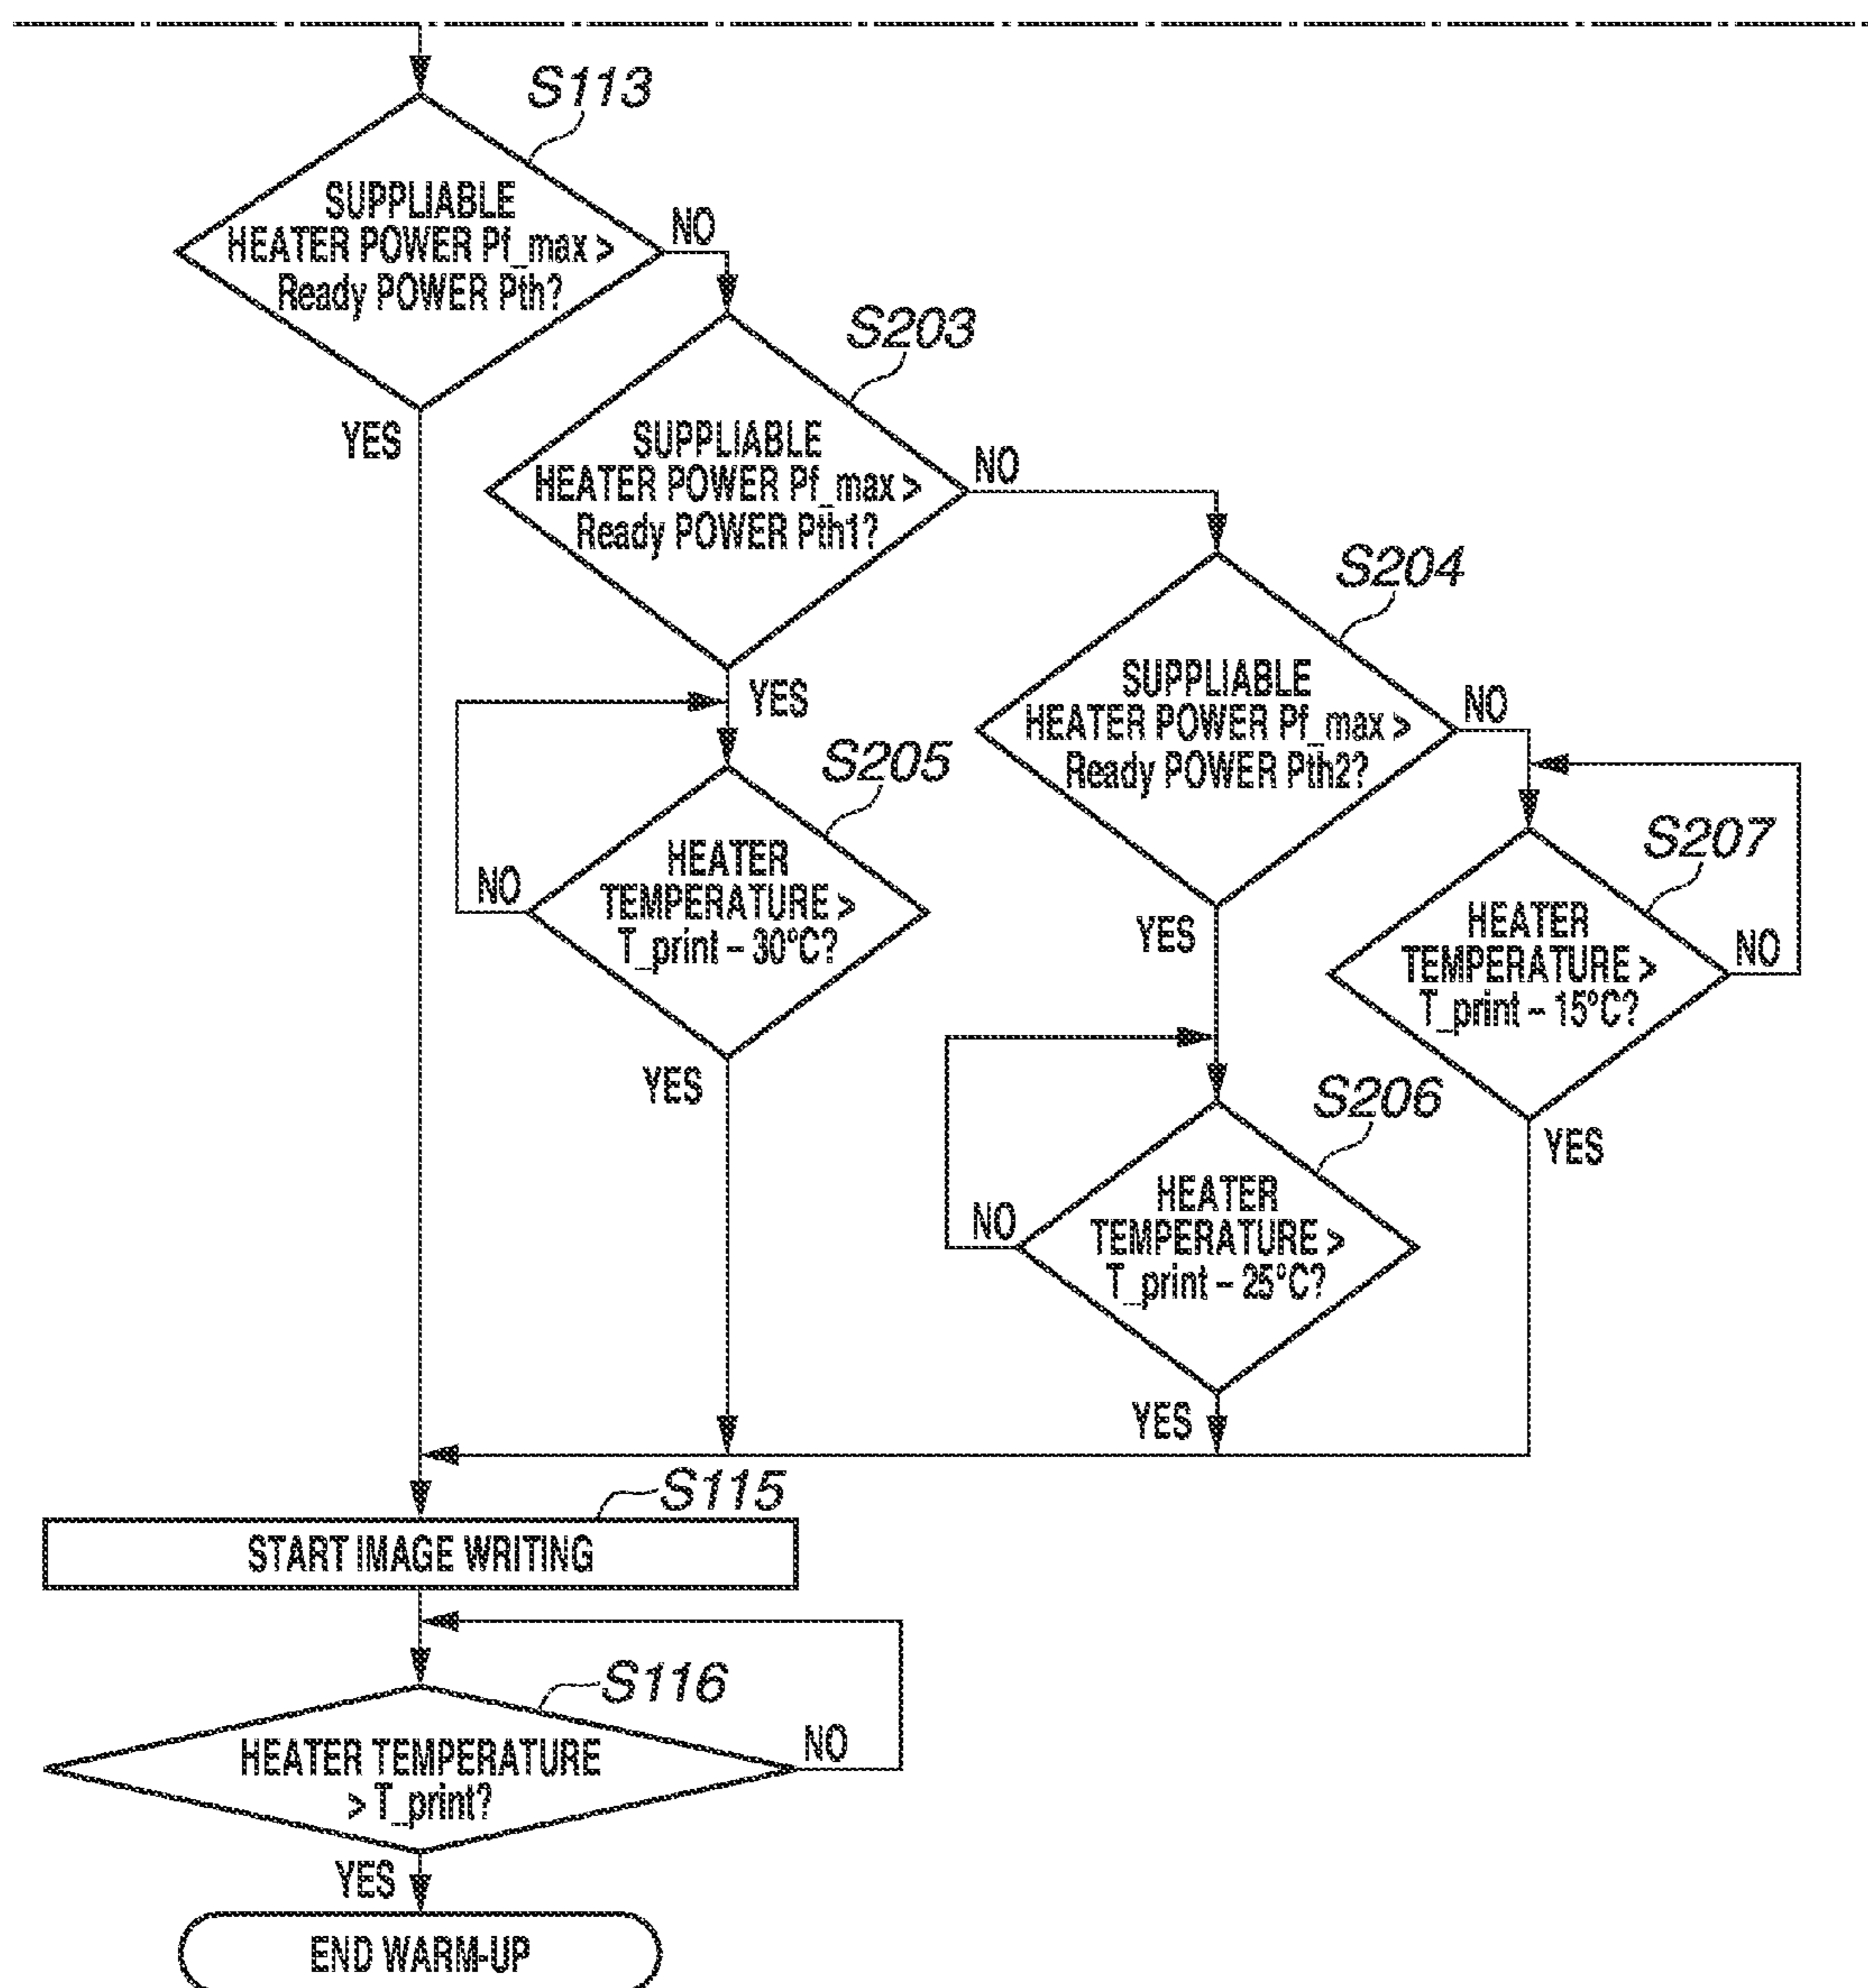 S113
SUPPLIABLE
HEATER POWER Pf_max >
Ready POWER Pth?
NO
YES
S203
SUPPLIABLE
HEATER POWER Pf_max >
Ready POWER Pth1?
NO
YES
S204
SUPPLIABLE
HEATER POWER Pf_max >
Ready POWER Pth2?
NO
YES
S205
HEATER
TEMPERATURE >
T_print – 30°C?
NO
YES
S207
HEATER
TEMPERATURE >
T_print – 15°C?
NO
YES
S206
HEATER
TEMPERATURE >
T_print – 25°C?
NO
YES
S115
START IMAGE WRITING
S116
HEATER TEMPERATURE
> T_print?
NO
YES
END WARM-UP